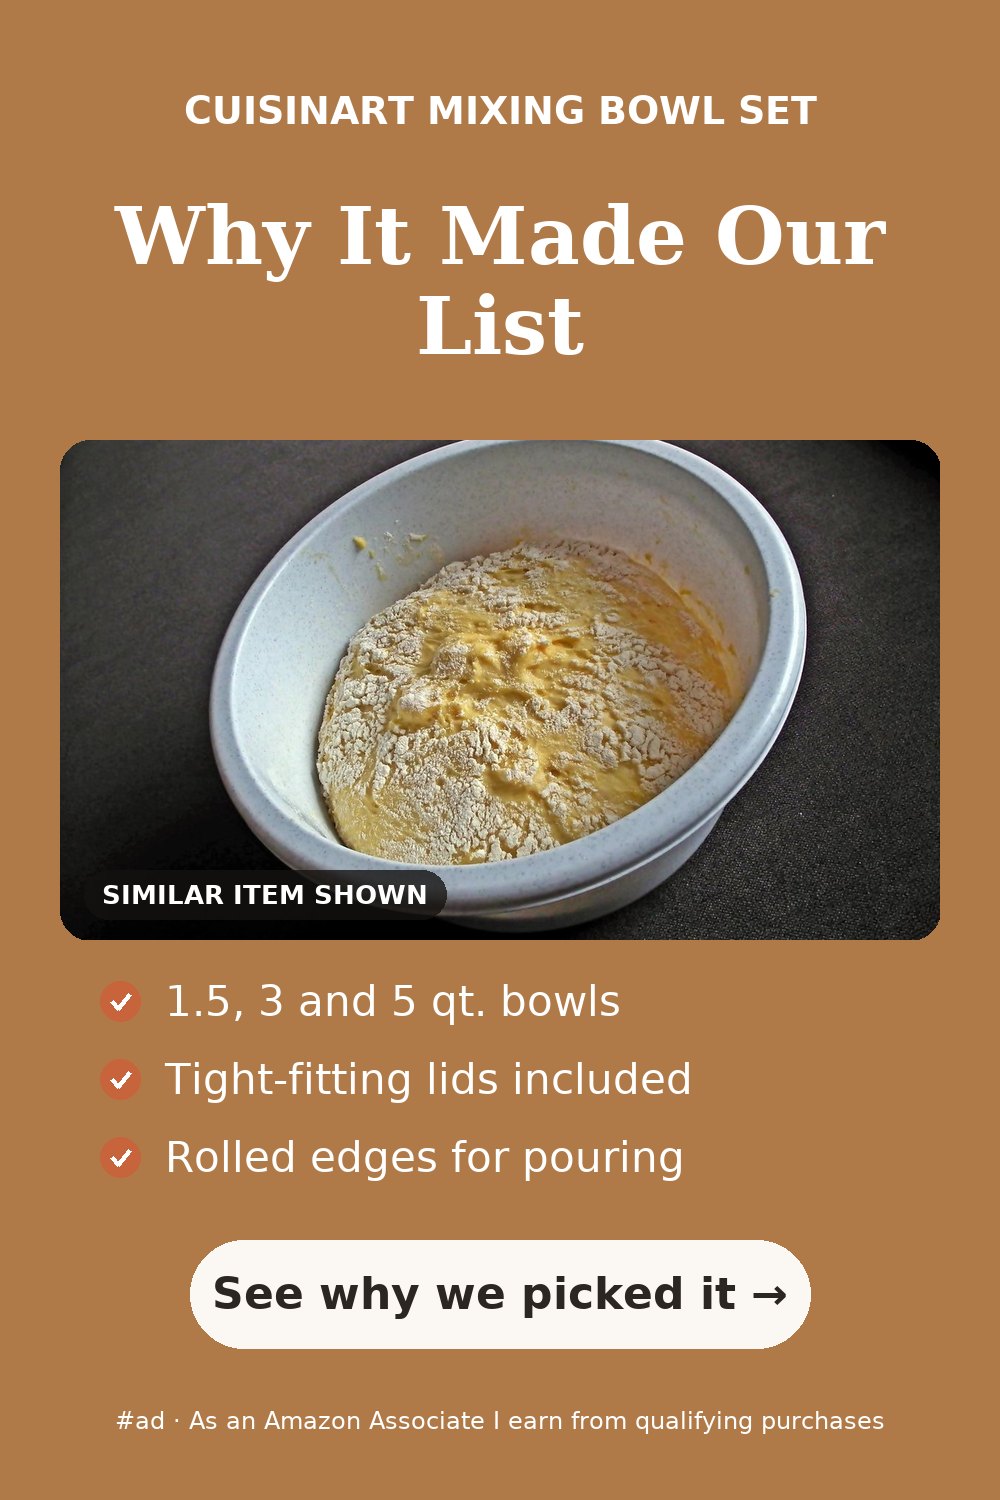 CUISINART MIXING BOWL SET
Why It Made Our
List
SIMILAR ITEM SHOWN
1.5, 3 and 5 qt. bowls
Tight-fitting lids included
Rolled edges for pouring
See why we picked it →
#ad · As an Amazon Associate I earn from qualifying purchases